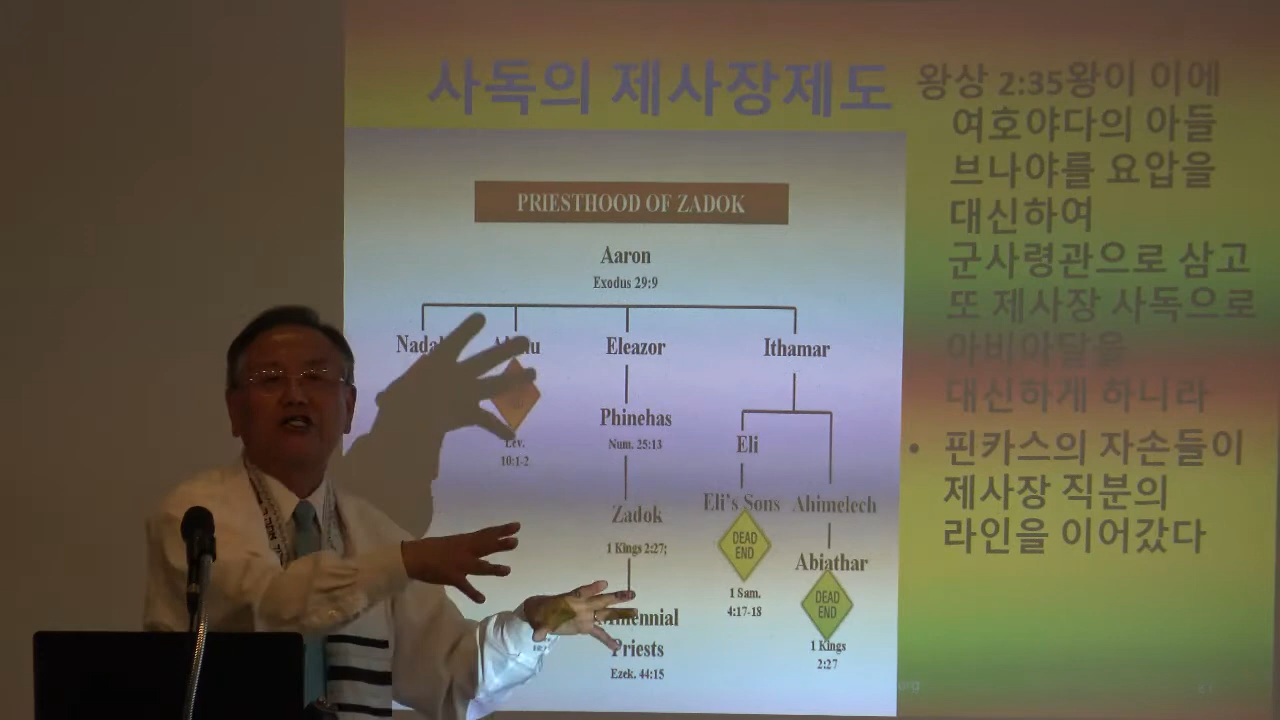 사독의 제사장제도
왕상 2:35왕이 이에
여호야다의 아들
브나야를 요압을
대신하여
군사령관으로 삼고
또 제사장 사독으로
아비아달을
대신하게 하니라
• 핀카스의 자손들이
제사장 직분의
라인을 이어갔다
PRIESTHOOD OF ZADOK
Aaron
Exodus 29:9
Eleazor
Ithamar
Phinehas
Num. 25:13
Lev.
10:1-2
Eli
Zadok
1 Kings 2:27;
Eli's Sons
Ahimelech
DEAD
END
1 Sam.
4:17-18
Abiathar
DEAD
END
1 Kings
2:27
Priests
Ezek. 44:15